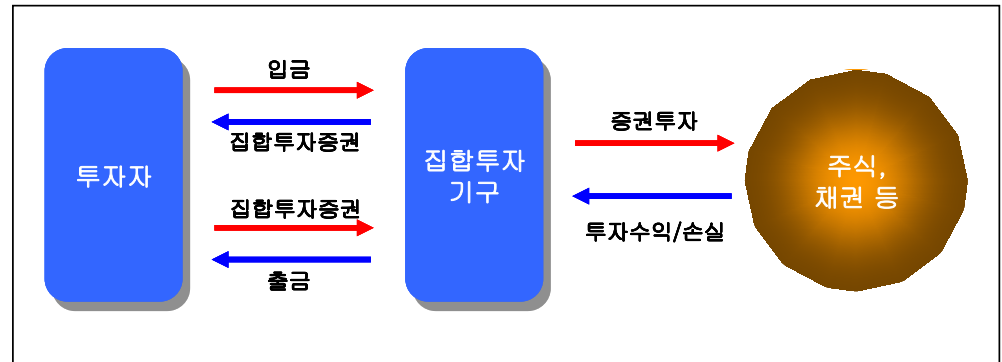 투자자
입금
집합투자증권
집합투자증권
출금
집합투자
기구
증권투자
투자수익/손실
주식,
채권 등